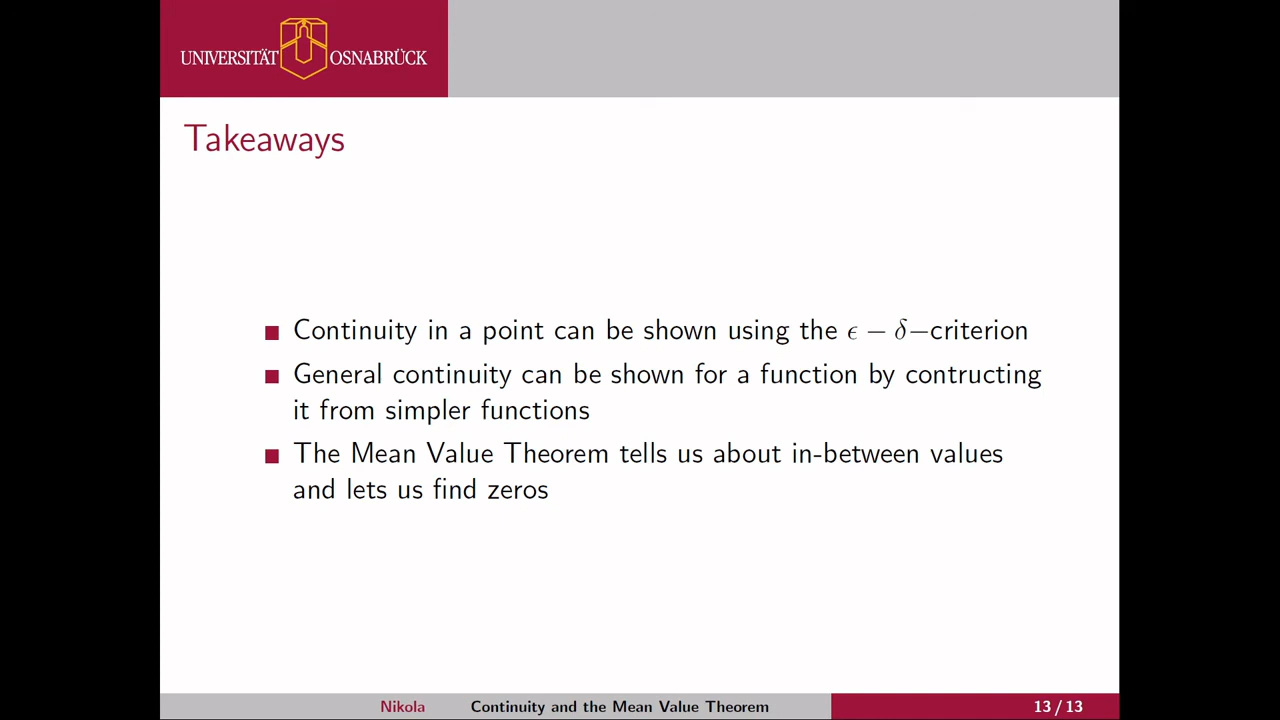 UNIVERSITÄT OSNABRÜCK
Takeaways
Continuity in a point can be shown using the ϵ − δ−criterion
General continuity can be shown for a function by contructing
it from simpler functions
The Mean Value Theorem tells us about in-between values
and lets us find zeros
Nikola Continuity and the Mean Value Theorem 13 / 13